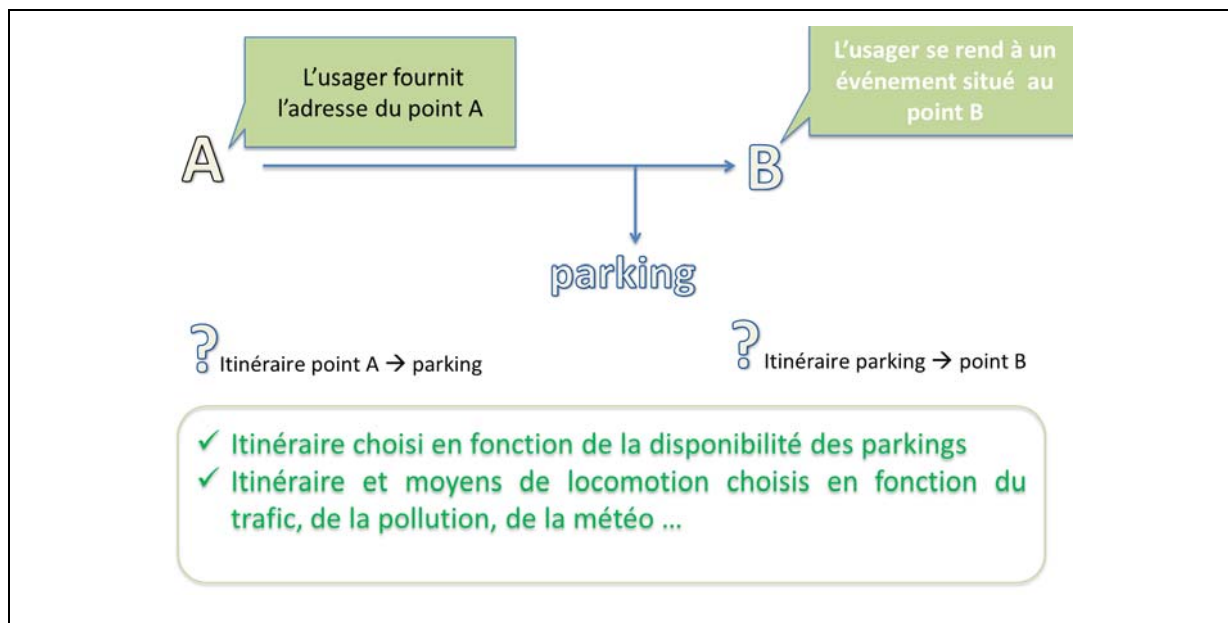 L'usager fournit
l'adresse du point A
L'usager se rend à un
événement situé au
point B
A
B
parking
? Itinéraire point A → parking
? Itinéraire parking → point B
✓ Itinéraire choisi en fonction de la disponibilité des parkings
✓ Itinéraire et moyens de locomotion choisis en fonction du
trafic, de la pollution, de la météo ...